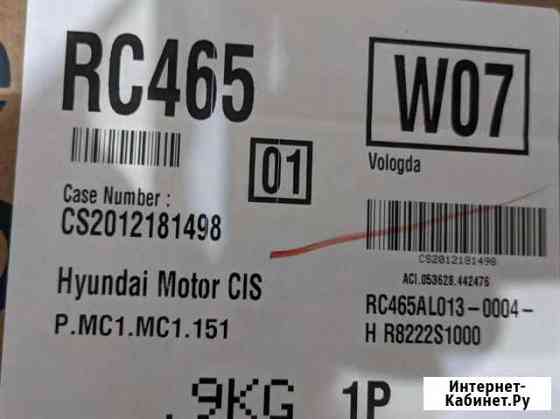 RC465
W07
01
Vologda
Case Number :
CS2012181498
CS2012181498
ACI.053628.442476
Hyundai Motor CIS
RC465AL013-0004-
P.MC1.MC1.151
H R8222S1000
.9KG 1P
Интернет-
Кабинет.Ру